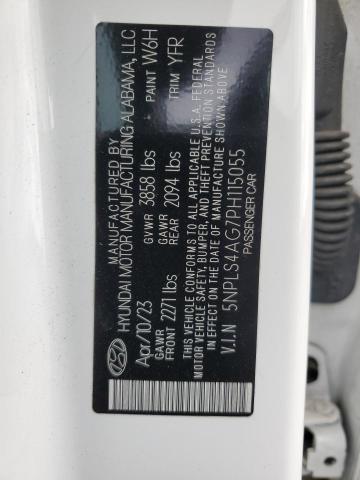 MANUFACTURED BY
HYUNDAI MOTOR MANUFACTURING ALABAMA, LLC
Apr/10/23 GVWR 3858 lbs PAINT W6H
GAWR FRONT 2271 lbs GAWR REAR 2094 lbs TRIM YFR
THIS VEHICLE CONFORMS TO ALL APPLICABLE U.S.A. FEDERAL
MOTOR VEHICLE SAFETY, BUMPER, AND THEFT PREVENTION STANDARDS
IN EFFECT ON THE DATE OF MANUFACTURE SHOWN ABOVE
V.I.N 5NPLS4AG7PH115055
PASSENGER CAR